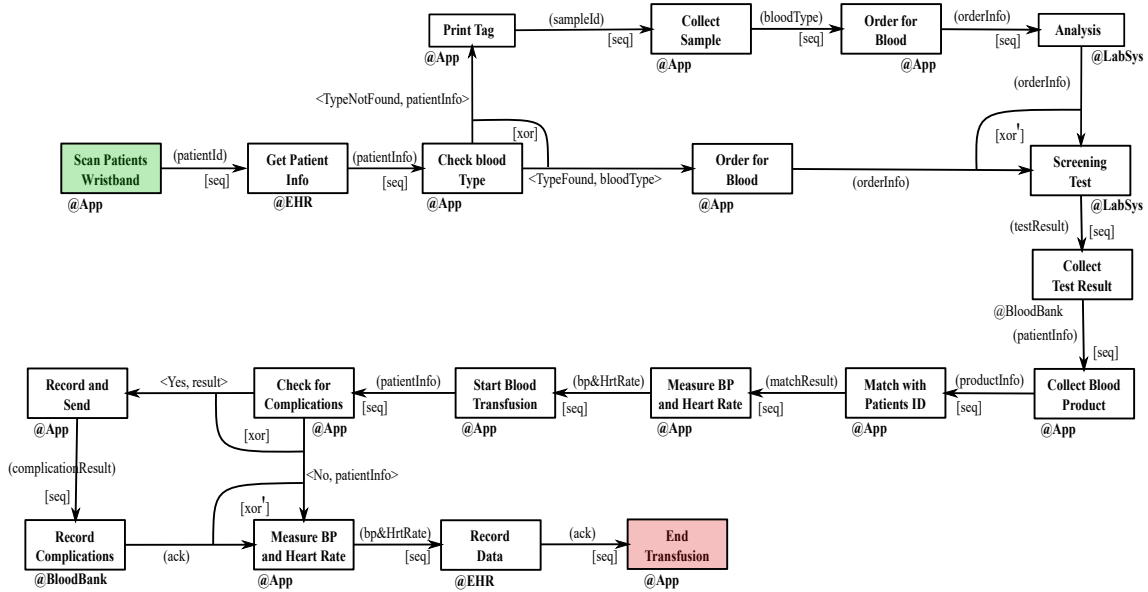 (sampleId)
[seq]
(bloodType)
[seq]
(orderInfo)
[seq]
Print Tag
@App
Collect
Sample
@App
Order for
Blood
@App
Analysis
@LabSys
<TypeNotFound, patientInfo>
(orderInfo)
[xor]
[xor']
Scan Patients
Wristband
@App
(patientId)
[seq]
Get Patient
Info
@EHR
(patientInfo)
[seq]
Check blood
Type
@App
<TypeFound, bloodType>
Order for
Blood
@App
(orderInfo)
Screening
Test
@LabSys
(testResult)
[seq]
Collect
Test Result
@BloodBank
(patientInfo)
[seq]
Record and
Send
@App
<Yes, result>
[xor]
Check for
Complications
@App
(patientInfo)
[seq]
Start Blood
Transfusion
@App
(bp&HrtRate)
[seq]
Measure BP
and Heart Rate
@App
(matchResult)
[seq]
Match with
Patients ID
@App
(productInfo)
[seq]
Collect Blood
Product
@App
(complicationResult)
[seq]
<No, patientInfo>
[xor']
Record
Complications
@BloodBank
(ack)
Measure BP
and Heart Rate
@App
(bp&HrtRate)
[seq]
Record
Data
@EHR
(ack)
[seq]
End
Transfusion
@App